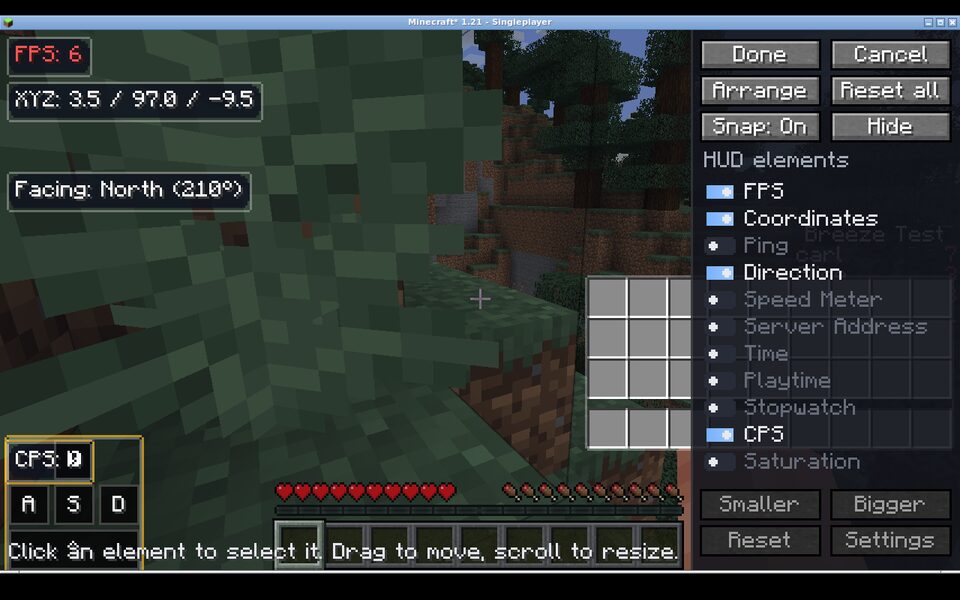 Minecraft* 1.21 - Singleplayer
FPS: 6
XYZ: 3.5 / 97.0 / -9.5
Facing: North (210°)
CPS: 0
A S D
Click an element to select it. Drag to move, scroll to resize.
Done Cancel
Arrange Reset all
Snap: On Hide
HUD elements
FPS
Coordinates
Ping
Breeze Test
carl
Direction
Speed Meter
Server Address
Time
Playtime
Stopwatch
CPS
Saturation
Smaller Bigger
Reset Settings